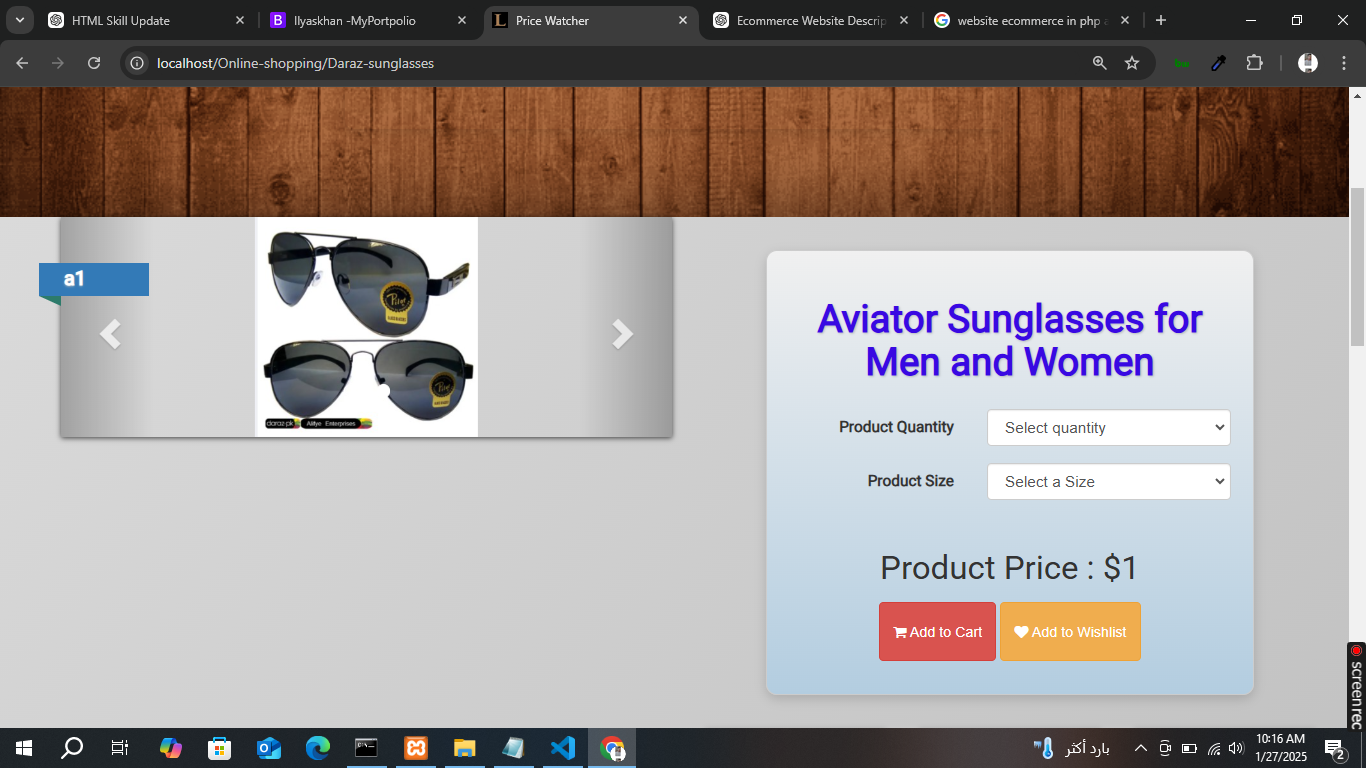 HTML Skill Update
Ilyaskhan -MyPortpolio
Price Watcher
Ecommerce Website Descrip
website ecommerce in php a
localhost/Online-shopping/Daraz-sunglasses
a1
daraz.pk
Alifye Enterprises
Aviator Sunglasses for
Men and Women
Product Quantity
Select quantity
Product Size
Select a Size
Product Price : $1
Add to Cart
Add to Wishlist
screenrec
بارد أكثر
10:16 AM
1/27/2025
2